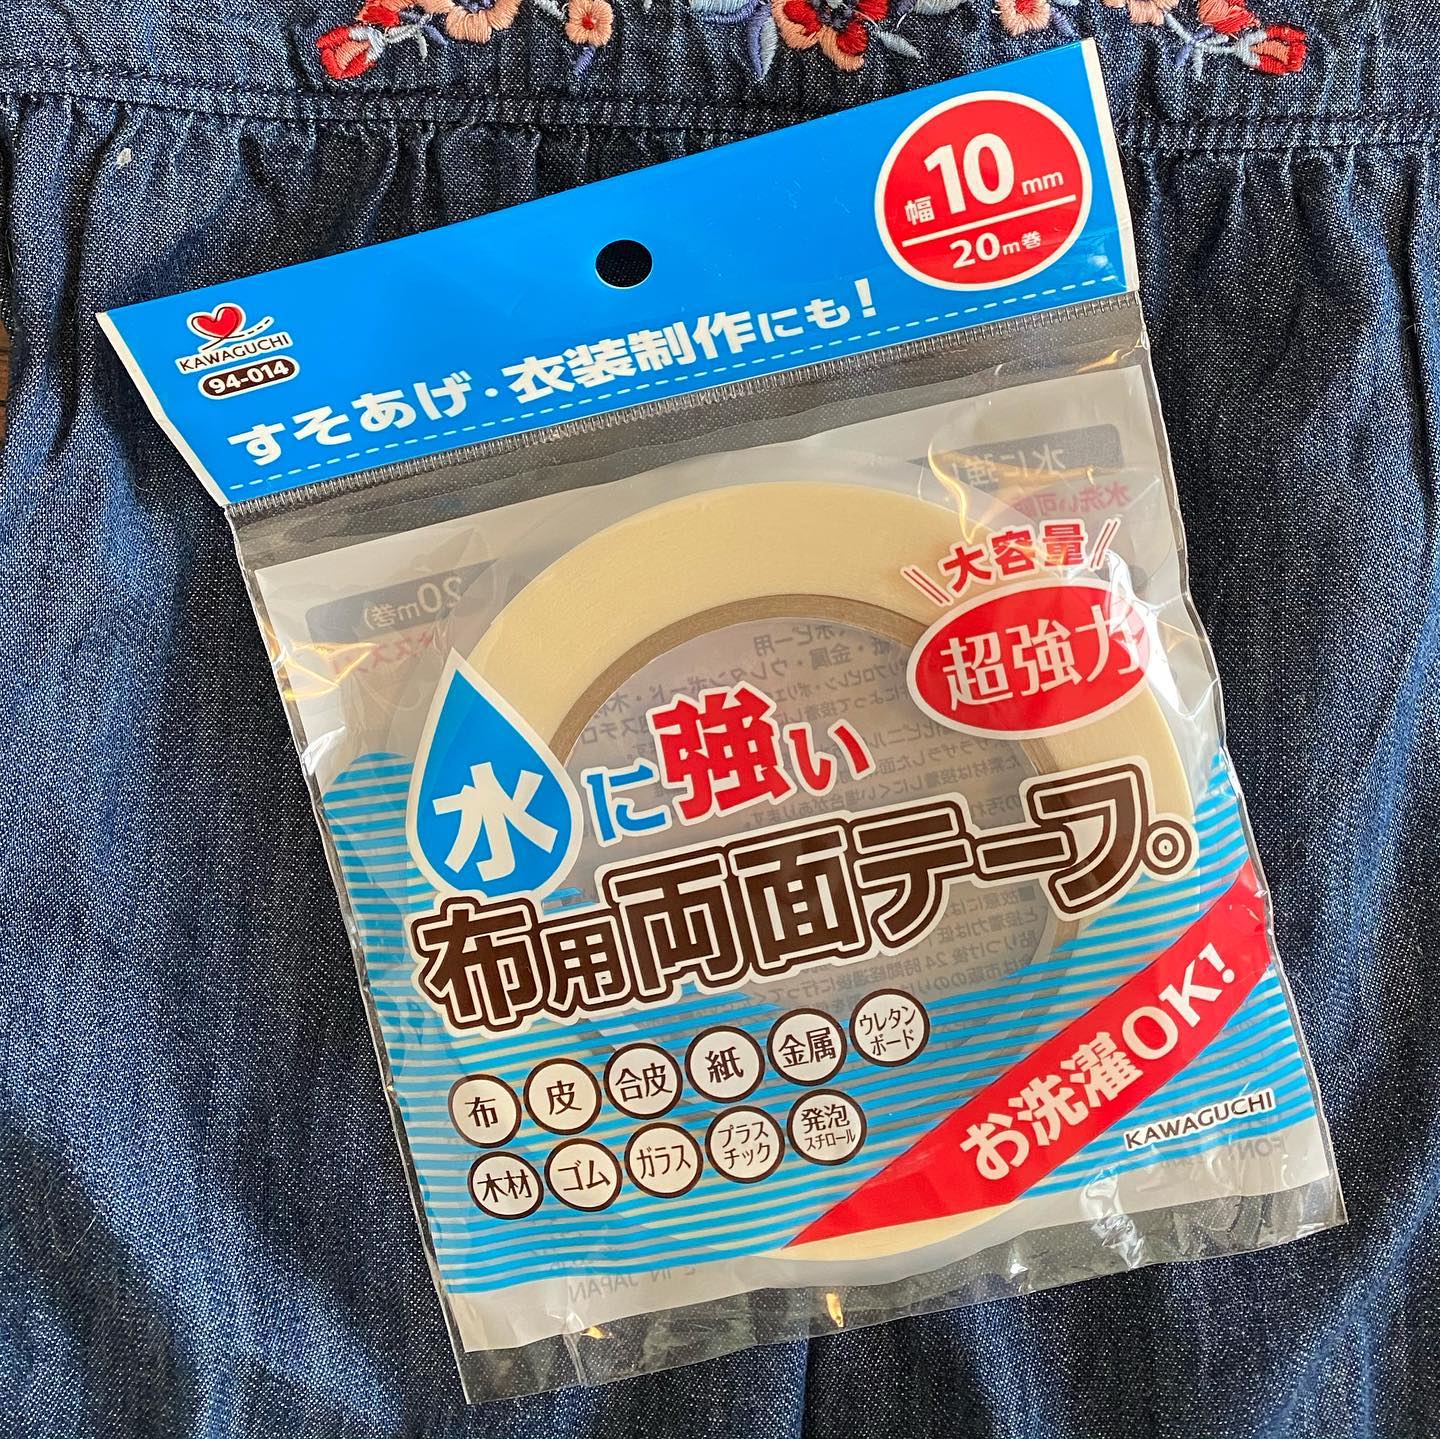 幅10mm
20m巻
KAWAGUCHI
94-014
すそあげ・衣装制作にも!
大容量
超強力
水に強い
布用両面テープ。
布 皮 合皮 紙 金属 ウレタンボード
木材 ゴム ガラス プラスチック 発泡スチロール
お洗濯OK!
KAWAGUCHI